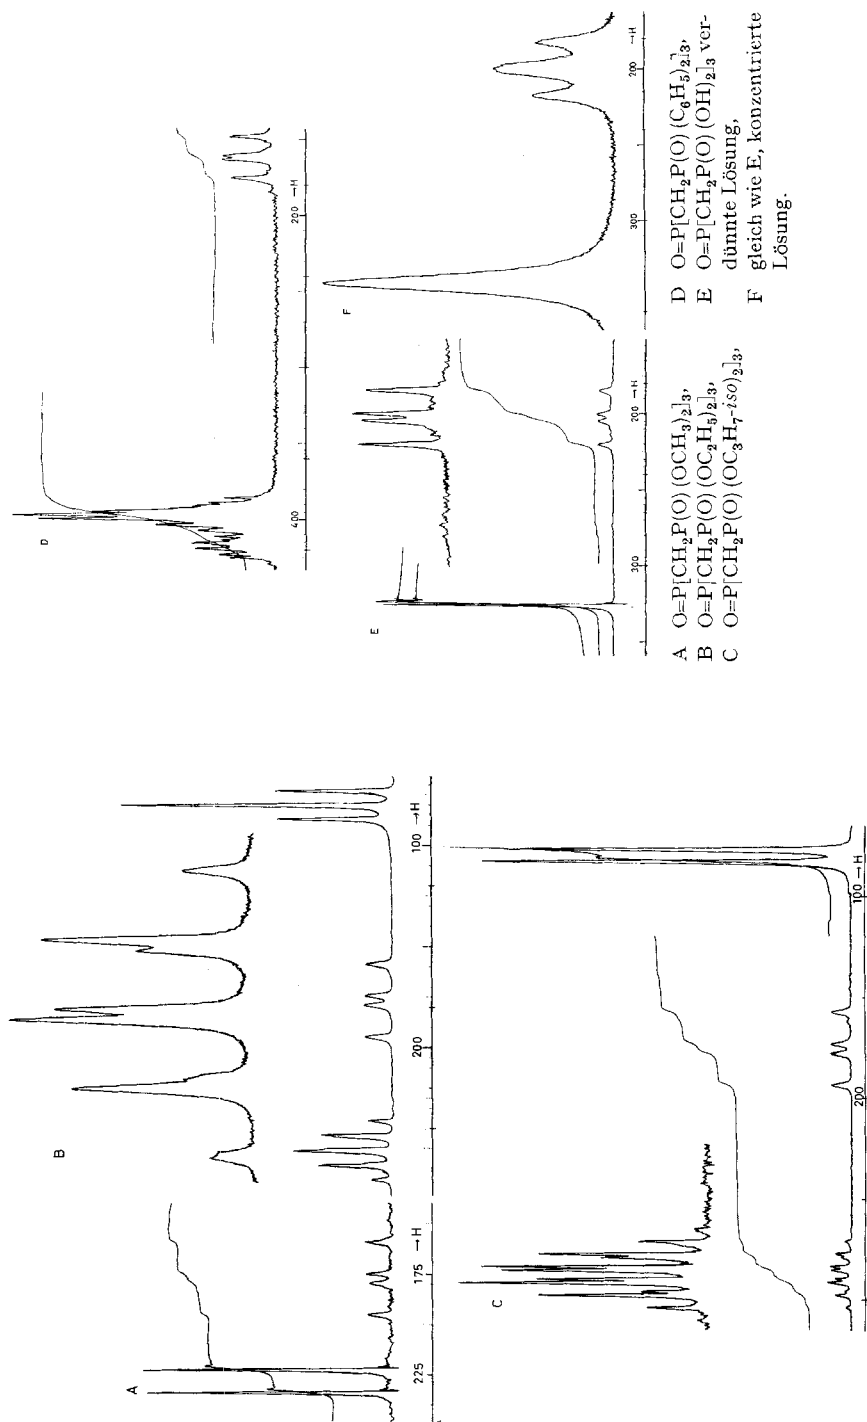 A
225
175
→H
B
200
100 →H
C
200
100 →H
D
400
200 →H
E
300
200 →H
F
300
200 →H
A O=P[CH₂P(O)(OCH₃)₂]₃,
B O=P[CH₂P(O)(OC₂H₅)₂]₃,
C O=P[CH₂P(O)(OC₃H₇-iso)₂]₃,
D O=P[CH₂P(O)(C₆H₅)₂]₃,
E O=P[CH₂P(O)(OH)₂]₃ ver-
dünnte Lösung,
F gleich wie E, konzentrierte
Lösung.